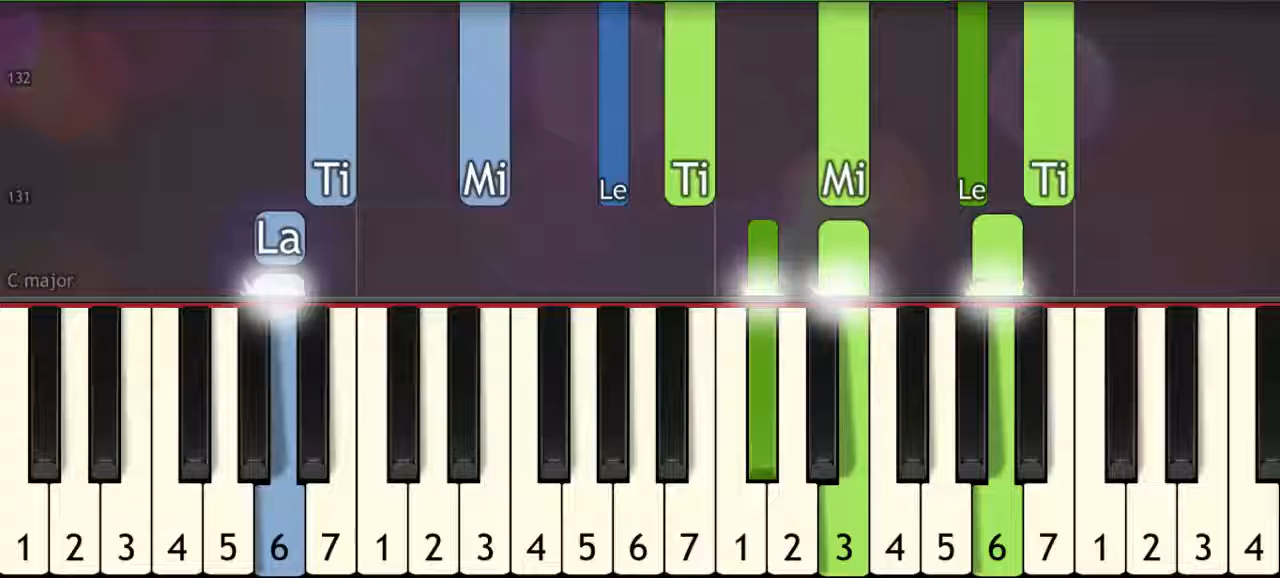 132
Ti Mi Le Ti Mi Le Ti
131
La
C major
1 2 3 4 5 6 7 1 2 3 4 5 6 7 1 2 3 4 5 6 7 1 2 3 4